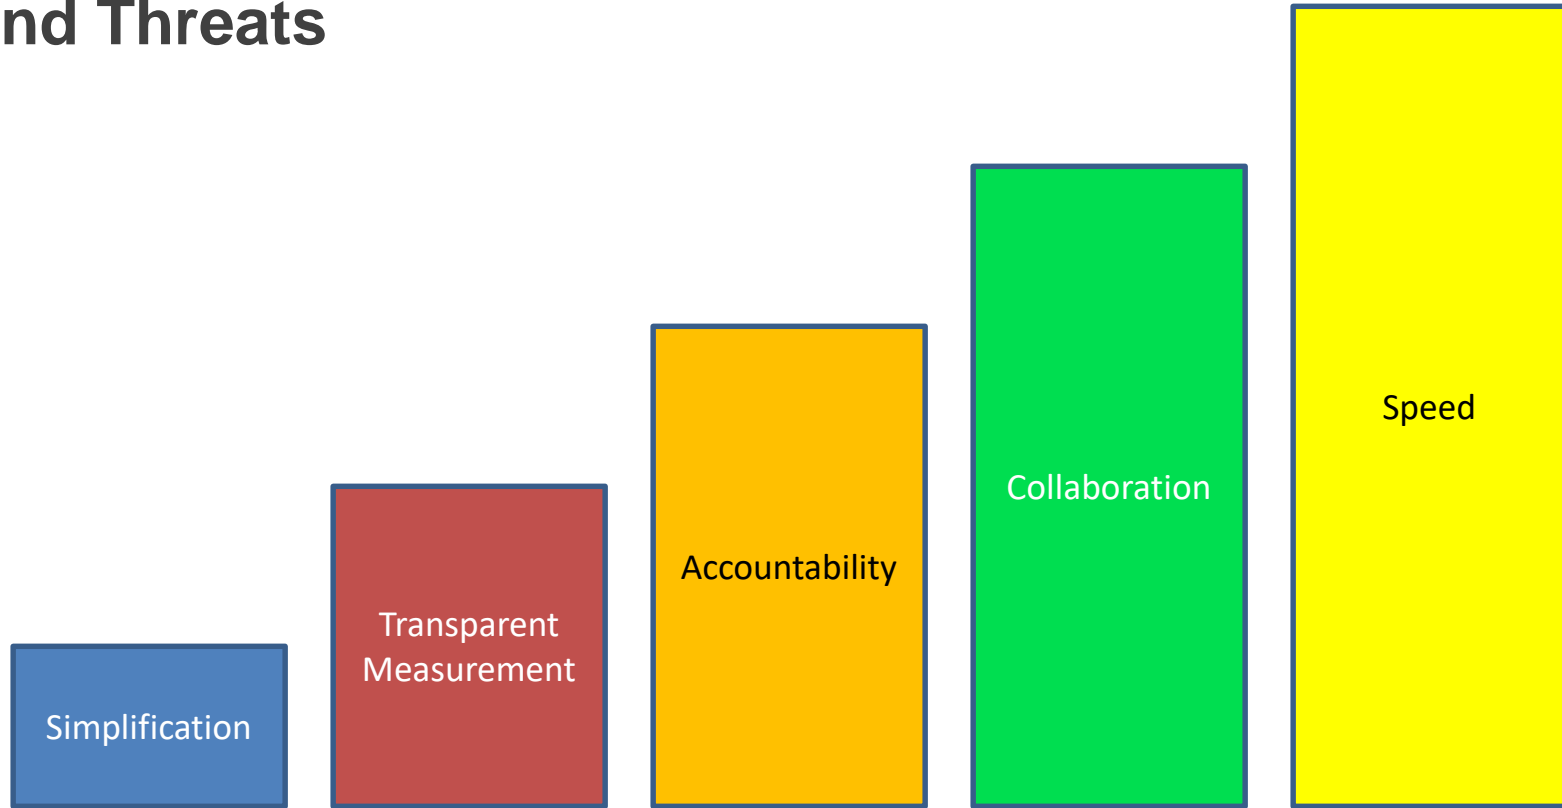 nd Threats
Simplification
Transparent
Measurement
Accountability
Collaboration
Speed